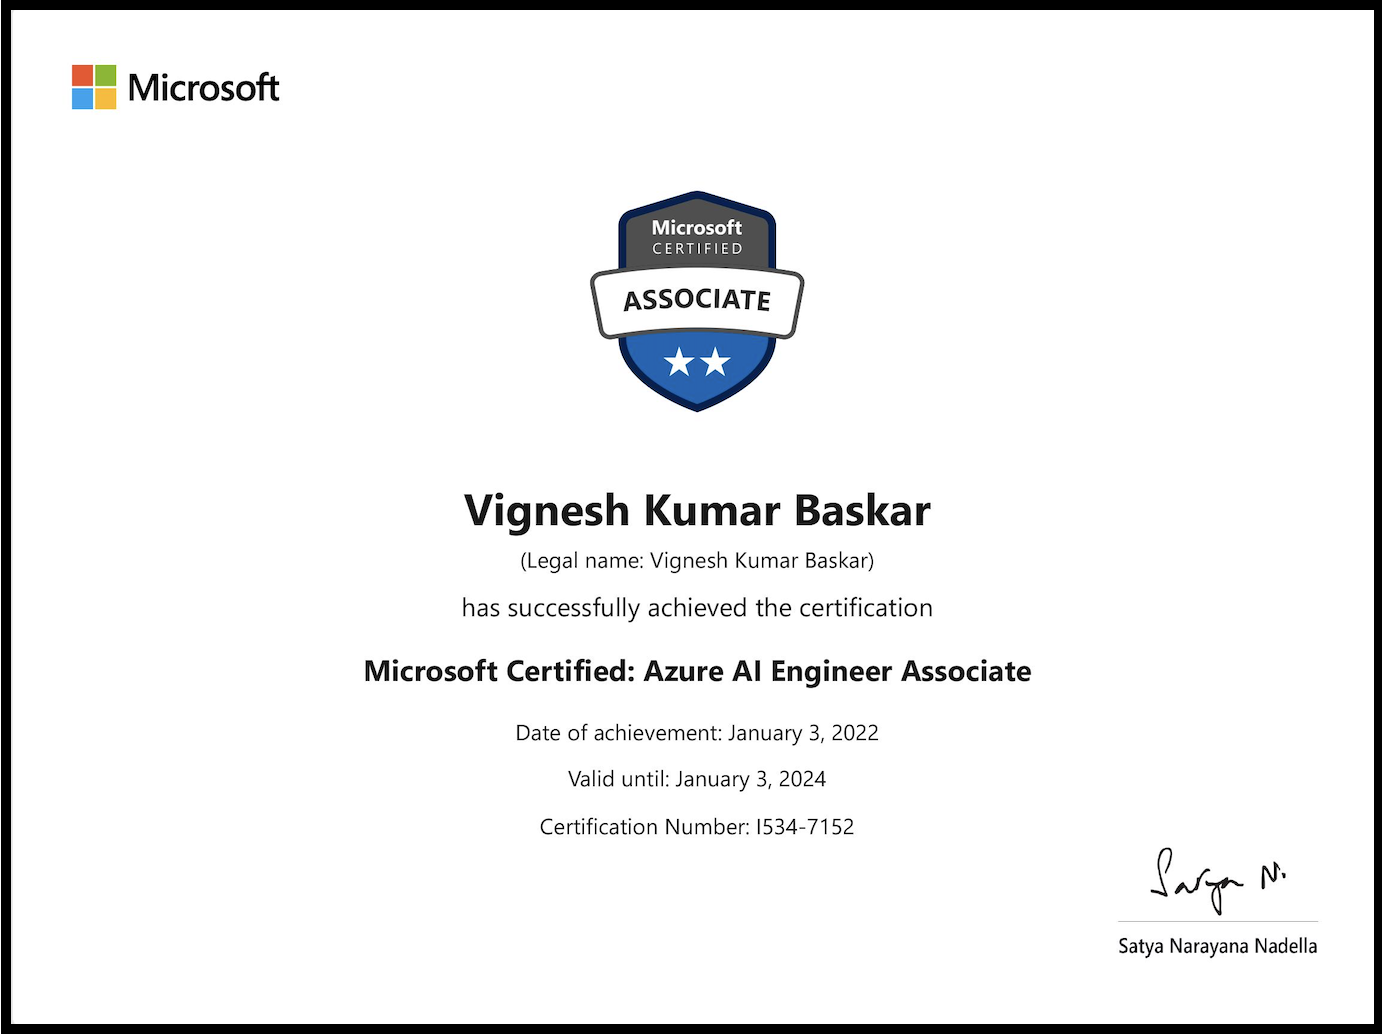 Microsoft
Microsoft
CERTIFIED
ASSOCIATE
Vignesh Kumar Baskar
(Legal name: Vignesh Kumar Baskar)
has successfully achieved the certification
Microsoft Certified: Azure AI Engineer Associate
Date of achievement: January 3, 2022
Valid until: January 3, 2024
Certification Number: I534-7152
Satya N.
Satya Narayana Nadella